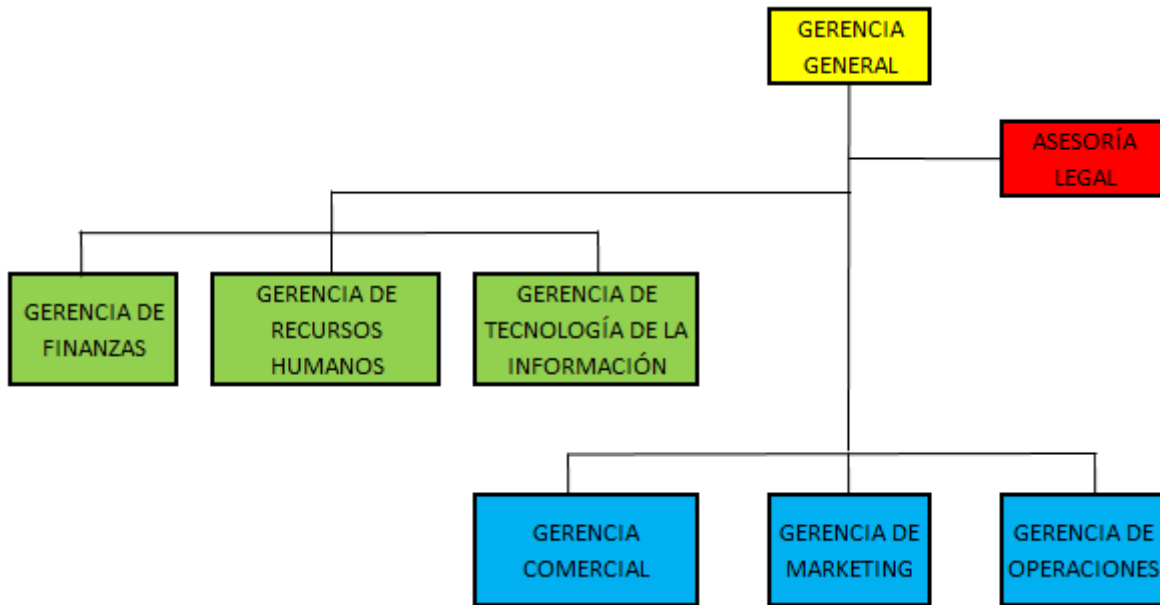 GERENCIA
GENERAL
ASESORÍA
LEGAL
GERENCIA DE
FINANZAS
GERENCIA DE
RECURSOS
HUMANOS
GERENCIA DE
TECNOLOGÍA DE LA
INFORMACIÓN
GERENCIA
COMERCIAL
GERENCIA DE
MARKETING
GERENCIA DE
OPERACIONES